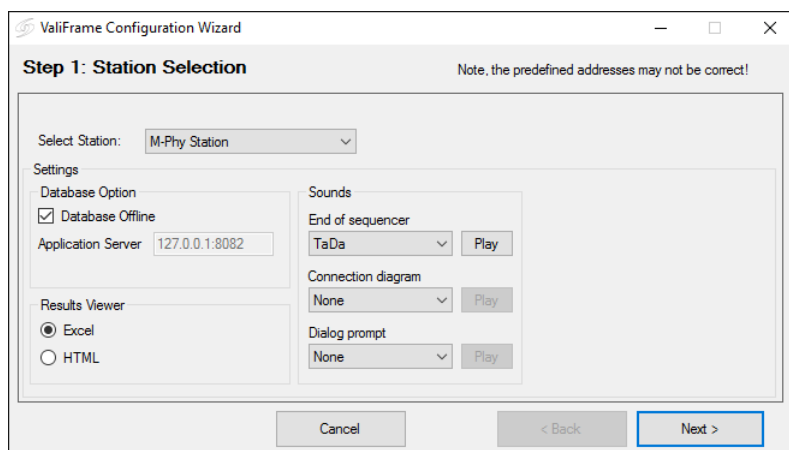 ValiFrame Configuration Wizard
Step 1: Station Selection
Note, the predefined addresses may not be correct!
Select Station: M-Phy Station
Settings
Database Option
Database Offline
Application Server 127.0.0.1:8082
Results Viewer
Excel
HTML
Sounds
End of sequencer
TaDa Play
Connection diagram
None Play
Dialog prompt
None Play
Cancel < Back Next >